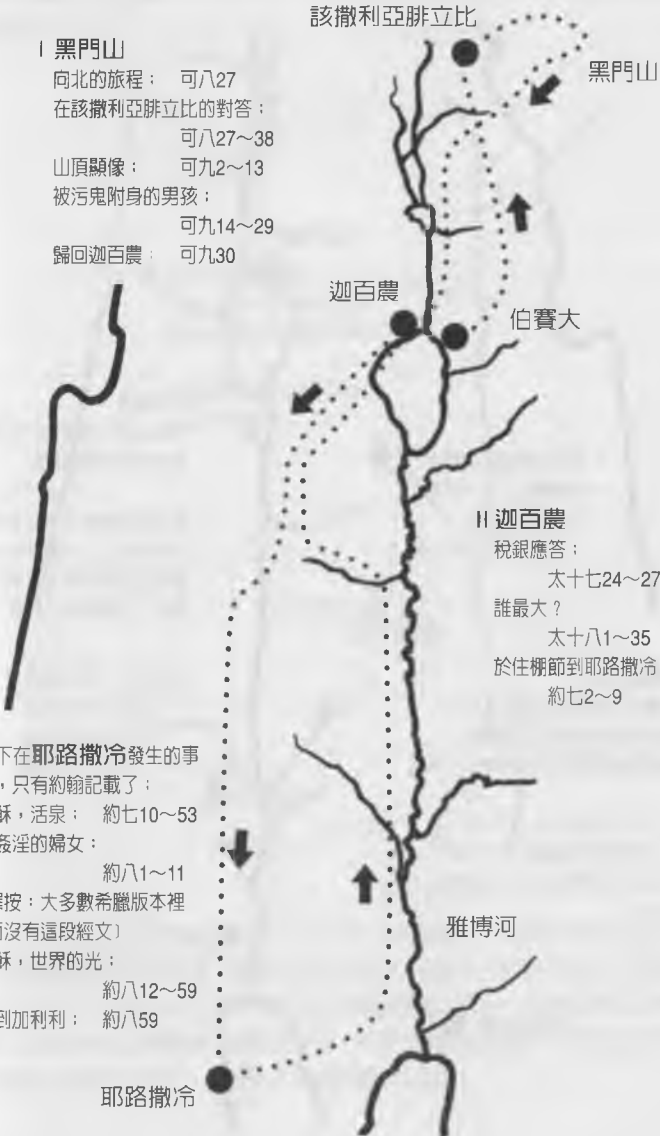 該撒利亞腓立比
I 黑門山
黑門山
向北的旅程： 可八27
在該撒利亞腓立比的對答：
可八27～38
山頂顯像： 可九2～13
被污鬼附身的男孩：
可九14～29
歸回迦百農： 可九30
迦百農
伯賽大
II 迦百農
稅銀應答；
太十七24～27
誰最大？
太十八1～35
於住棚節到耶路撒冷
約七2～9
下在耶路撒冷發生的事
，只有約翰記載了；
穌，活泉； 約七10～53
姦淫的婦女：
約八1～11
按：大多數希臘版本裡
沒有這段經文〕
穌，世界的光：
約八12～59
到加利利； 約八59
雅博河
耶路撒冷